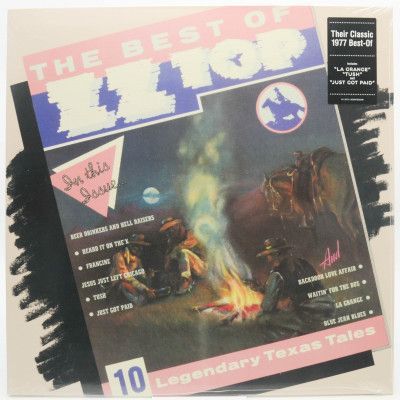 THE BEST OF
ZZ TOP
Their Classic
1977 Best-Of
includes
"LA GRANGE"
"TUSH"
and
"JUST GOT PAID"
In this
Issue...
BEER DRINKERS AND HELL RAISERS
• HEARD IT ON THE X
• FRANCINE
JESUS JUST LEFT CHICAGO
• TUSH
• JUST GOT PAID
And
BACKDOOR LOVE AFFAIR •
WAITIN' FOR THE BUS •
LA GRANGE •
BLUE JEAN BLUES •
10 Legendary Texas Tales